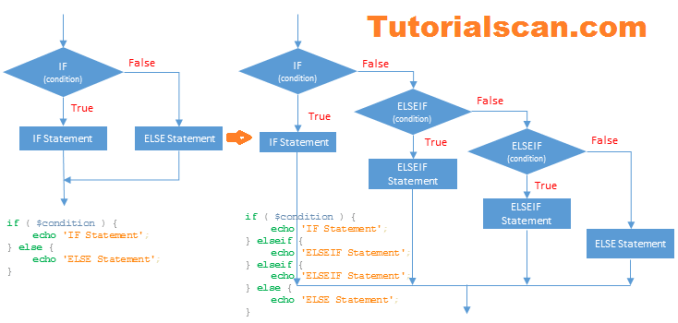 Tutorialscan.com
IF
(condition)
False
True
IF Statement
ELSE Statement
if ( $condition ) {
echo 'IF Statement';
} else {
echo 'ELSE Statement';
}
IF
(condition)
False
True
IF Statement
ELSEIF
(condition)
False
True
ELSEIF
Statement
ELSEIF
(condition)
False
True
ELSEIF
Statement
ELSE Statement
if ( $condition ) {
echo 'IF Statement';
} elseif {
echo 'ELSEIF Statement';
} elseif {
echo 'ELSEIF Statement';
} else {
echo 'ELSE Statement';
}